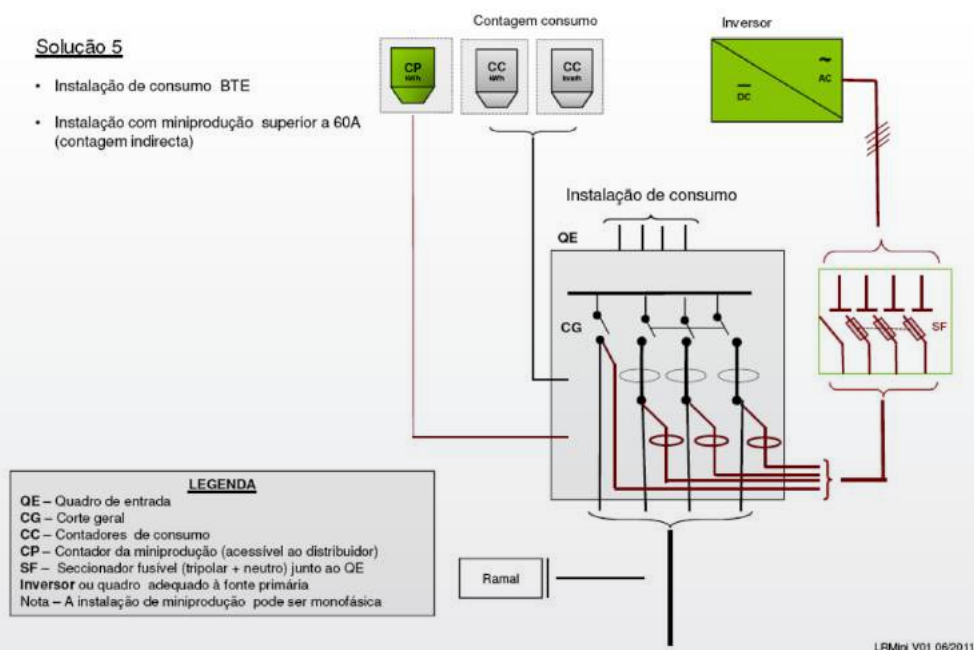 Solução 5
• Instalação de consumo BTE
• Instalação com miniprodução superior a 60A
(contagem indirecta)
Contagem consumo
CP
kWh
CC
kWh
CC
kvarh
Inversor
~
AC
DC
Instalação de consumo
QE
CG
SF
Ramal
LEGENDA
QE – Quadro de entrada
CG – Corte geral
CC – Contadores de consumo
CP – Contador da miniprodução (acessível ao distribuidor)
SF – Seccionador fusível (tripolar + neutro) junto ao QE
Inversor ou quadro adequado à fonte primária
Nota – A instalação de miniprodução pode ser monofásica
LRMini V01 06/2011